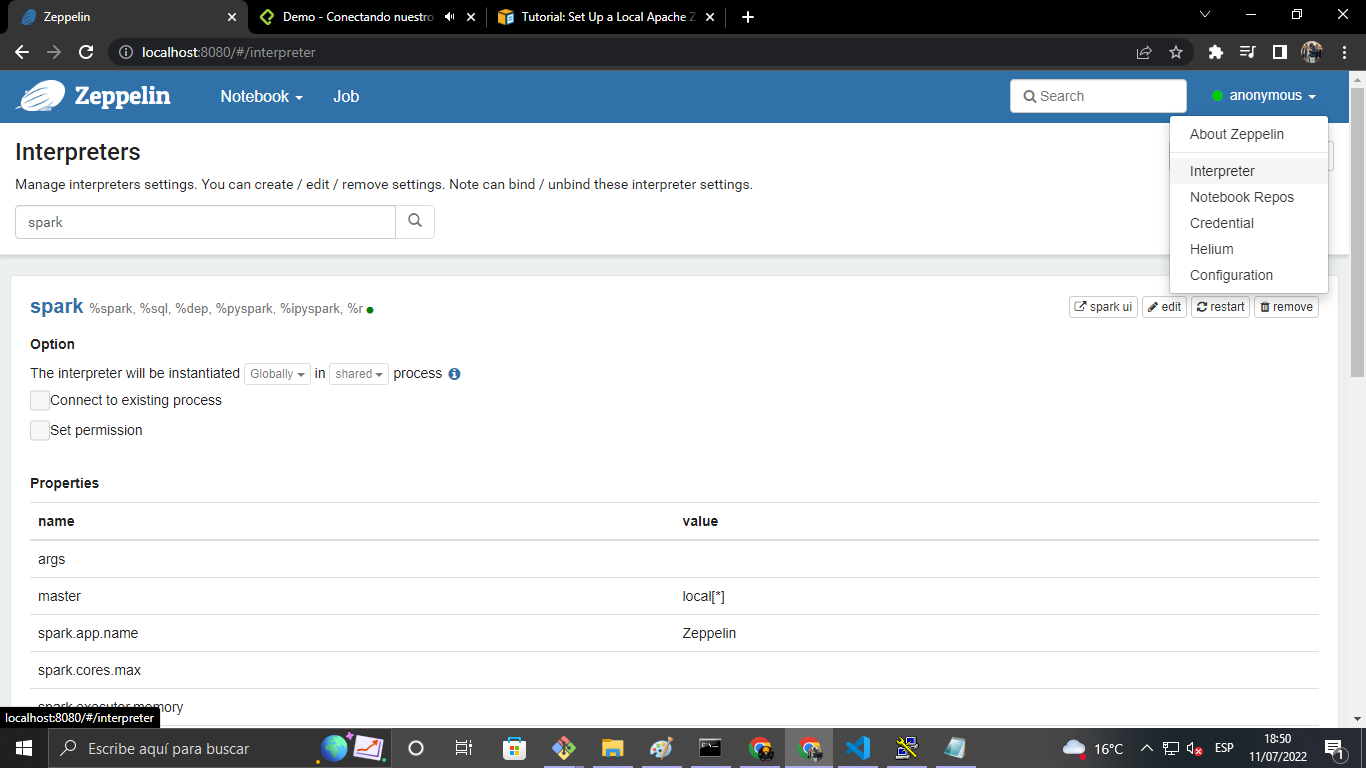 Zeppelin
Demo - Conectando nuestro
Tutorial: Set Up a Local Apache Z
localhost:8080/#/interpreter
Zeppelin
Notebook
Job
Search
anonymous
About Zeppelin
Interpreter
Notebook Repos
Credential
Helium
Configuration
Interpreters
Manage interpreters settings. You can create / edit / remove settings. Note can bind / unbind these interpreter settings.
spark
spark %spark, %sql, %dep, %pyspark, %ipyspark, %r
spark ui
edit
restart
remove
Option
The interpreter will be instantiated Globally in shared process
Connect to existing process
Set permission
Properties
name value
args
master local[*]
spark.app.name Zeppelin
spark.cores.max
spark.executor.memory
localhost:8080/#/interpreter
Escribe aquí para buscar
16°C
ESP
18:50
11/07/2022
1